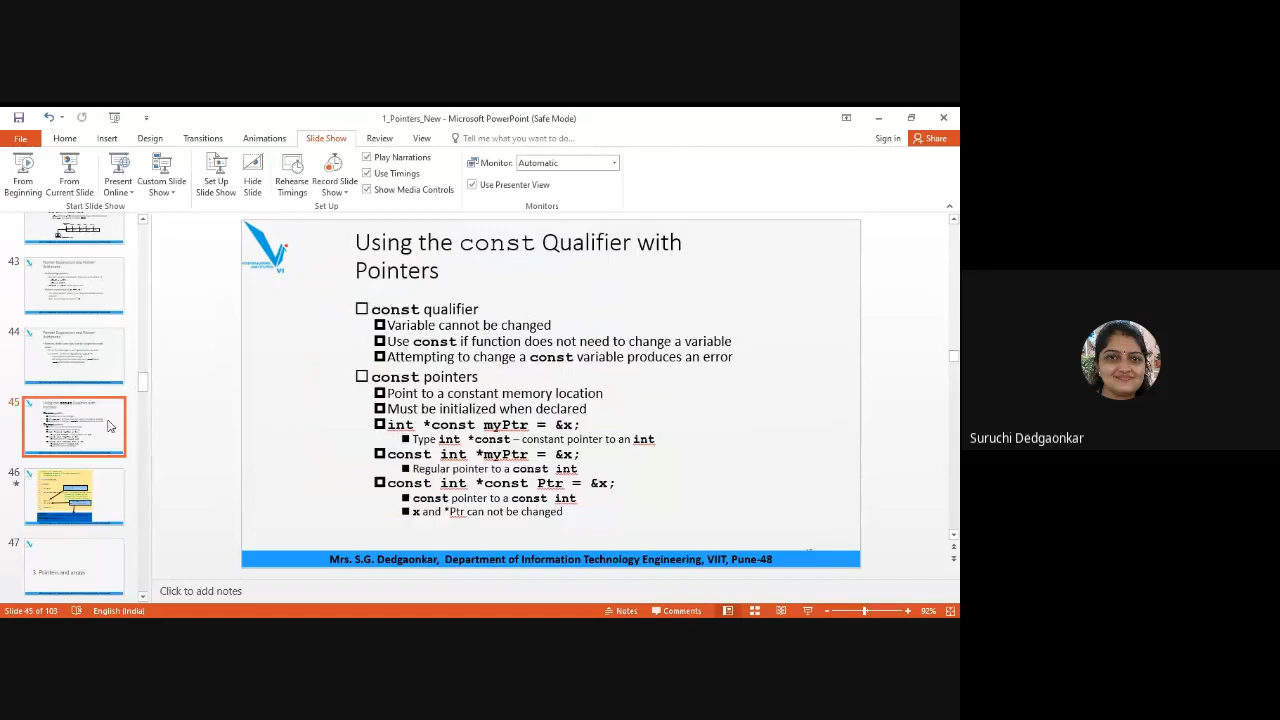 1_Pointers_New - Microsoft PowerPoint (Safe Mode)
File Home Insert Design Transitions Animations Slide Show Review View Tell me what you want to do... Sign in Share
From Beginning
From Current Slide
Present Online
Custom Slide Show
Set Up Slide Show
Hide Slide
Rehearse Timings
Record Slide Show
Play Narrations
Use Timings
Show Media Controls
Monitor: Automatic
Use Presenter View
Start Slide Show Set Up Monitors
43
44
45
46
47
3. Pointers and arrays
VI
Using the const Qualifier with
Pointers
const qualifier
Variable cannot be changed
Use const if function does not need to change a variable
Attempting to change a const variable produces an error
const pointers
Point to a constant memory location
Must be initialized when declared
int *const myPtr = &x;
Type int *const – constant pointer to an int
const int *myPtr = &x;
Regular pointer to a const int
const int *const Ptr = &x;
const pointer to a const int
x and *Ptr can not be changed
Mrs. S.G. Dedgaonkar, Department of Information Technology Engineering, VIIT, Pune-48
Click to add notes
Slide 45 of 103 English (India) Notes Comments 92%
Suruchi Dedgaonkar